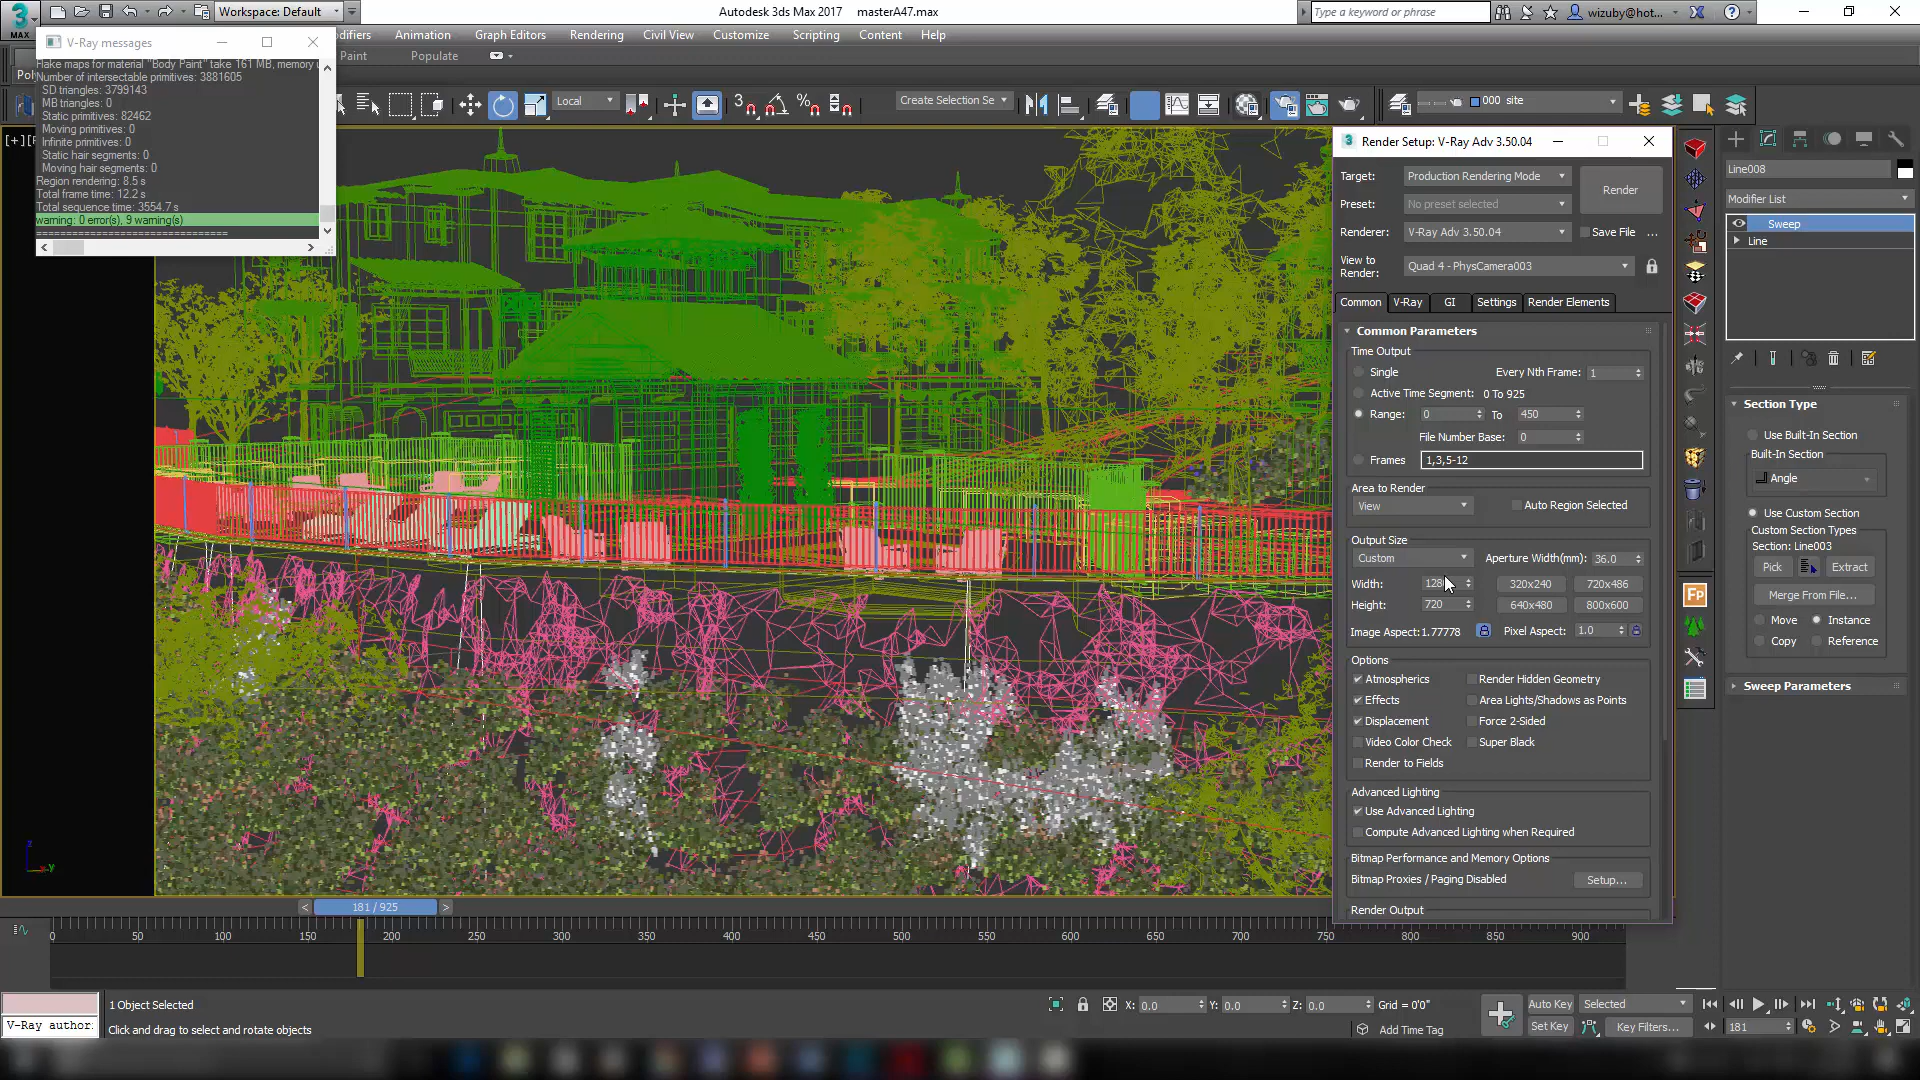 Workspace: Default
Autodesk 3ds Max 2017    masterA47.max
Type a keyword or phrase
wizuby@hot...
MAX
V-Ray messages
Flake maps for material "Body Paint" take 161 MB, memory
Number of intersectable primitives: 3881605
SD triangles: 3799143
MB triangles: 0
Static primitives: 82462
Moving primitives: 0
Infinite primitives: 0
Static hair segments: 0
Moving hair segments: 0
Region rendering: 8.5 s
Total frame time: 12.2 s
Total sequence time: 3554.7 s
warning: 0 error(s), 9 warning(s)
==============================
difiers Animation Graph Editors Rendering Civil View Customize Scripting Content Help
Paint Populate
Local
Create Selection Se
000 site
[+]
Render Setup: V-Ray Adv 3.50.04
Target: Production Rendering Mode
Render
Preset: No preset selected
Renderer: V-Ray Adv 3.50.04 Save File ...
View to
Render: Quad 4 - PhysCamera003
Common V-Ray GI Settings Render Elements
Common Parameters
Time Output
Single Every Nth Frame: 1
Active Time Segment: 0 To 925
Range: 0 To 450
File Number Base: 0
Frames 1,3,5-12
Area to Render
View Auto Region Selected
Output Size
Custom Aperture Width(mm): 36.0
Width: 1280 320x240 720x486
Height: 720 640x480 800x600
Image Aspect: 1.77778 Pixel Aspect: 1.0
Options
Atmospherics Render Hidden Geometry
Effects Area Lights/Shadows as Points
Displacement Force 2-Sided
Video Color Check Super Black
Render to Fields
Advanced Lighting
Use Advanced Lighting
Compute Advanced Lighting when Required
Bitmap Performance and Memory Options
Bitmap Proxies / Paging Disabled Setup...
Render Output
Line008
Modifier List
Sweep
Line
Section Type
Use Built-In Section
Built-In Section
Angle
Use Custom Section
Custom Section Types
Section: Line003
Pick Extract
Merge From File...
Move Instance
Copy Reference
Sweep Parameters
Fp
z
y
< 181 / 925 >
0 50 100 150 200 250 300 350 400 450 500 550 600 650 700 750 800 850 900
1 Object Selected
X: 0.0 Y: 0.0 Z: 0.0 Grid = 0'0"
Auto Key Selected
V-Ray author:
Click and drag to select and rotate objects
Add Time Tag
Set Key Key Filters... 181